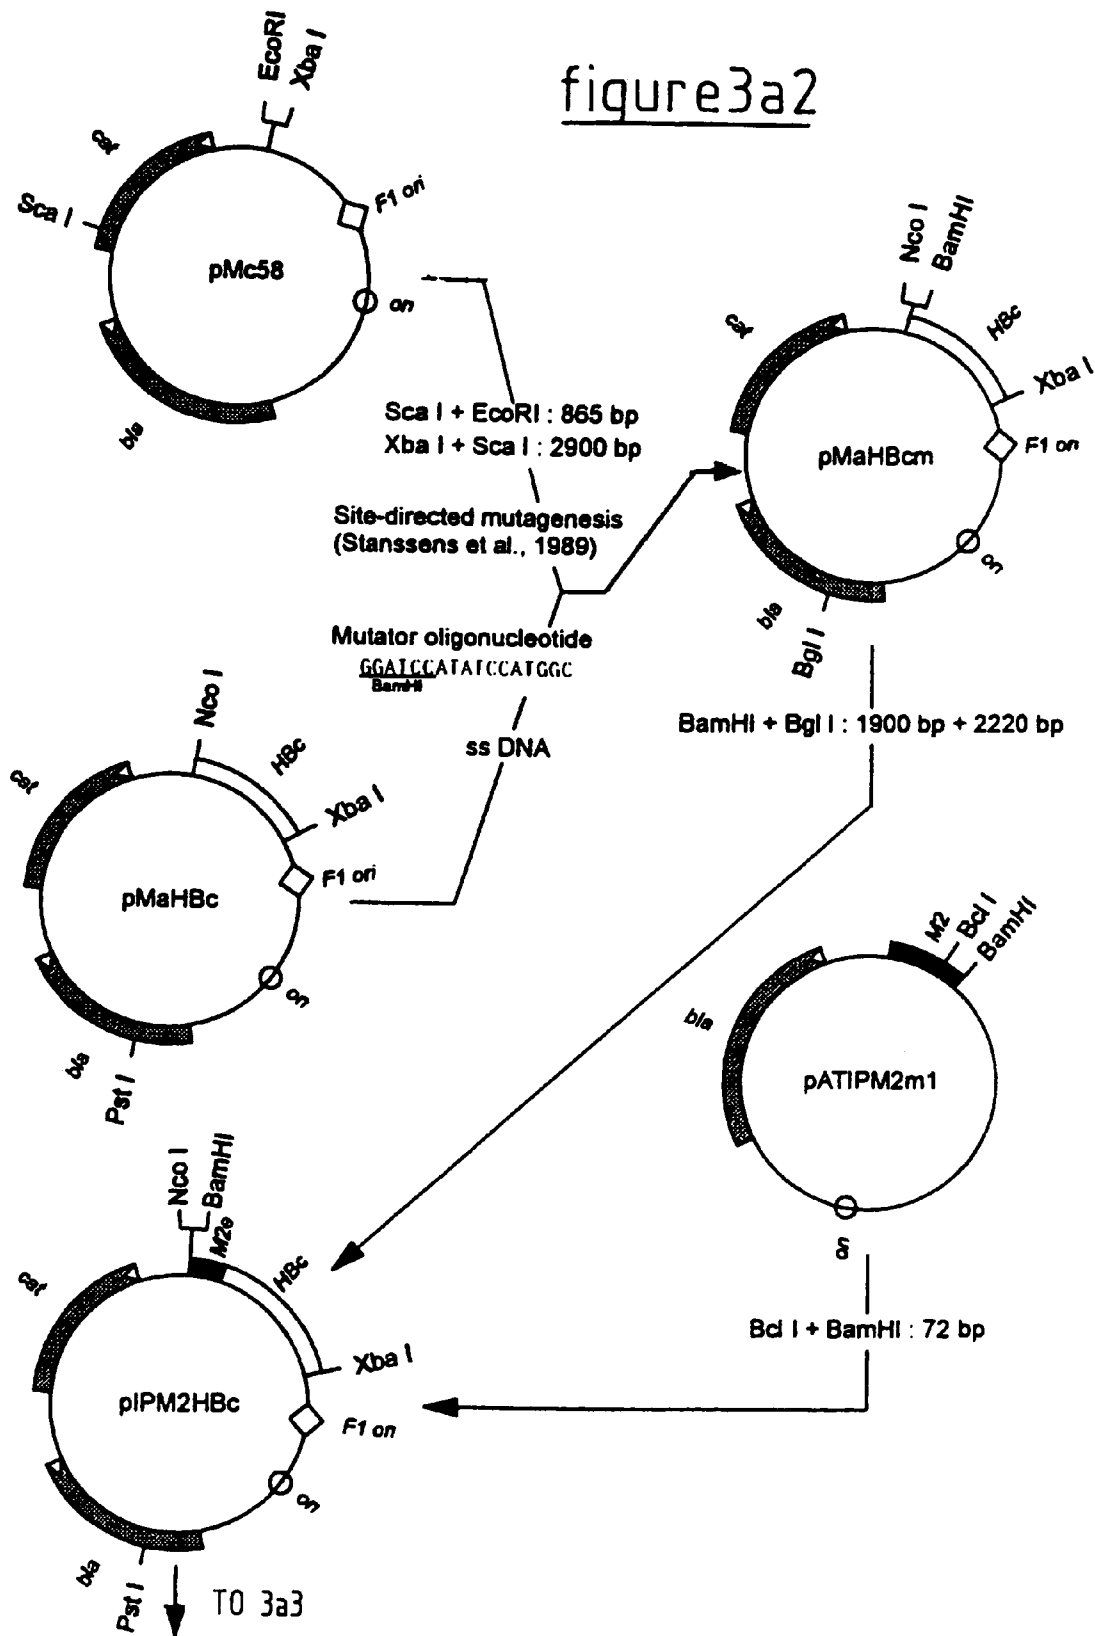 figure3a2
EcoRI
Xba I
cat
Sca I
F1 ori
pMc58
ori
bla
Sca I + EcoRI : 865 bp
Xba I + Sca I : 2900 bp
Site-directed mutagenesis
(Stanssens et al., 1989)
Mutator oligonucleotide
GGATCCATATCCATGGC
BamHI
ss DNA
Nco I
BamHI
cat
HBc
Xba I
F1 ori
pMaHBcm
ori
bla
Bgl I
BamHI + Bgl I : 1900 bp + 2220 bp
Nco I
cat
HBc
Xba I
F1 ori
pMaHBc
ori
bla
Pst I
M2
Bcl I
BamHI
bla
pATIPM2m1
ori
Bcl I + BamHI : 72 bp
Nco I
BamHI
M2e
cat
HBc
Xba I
pIPM2HBc
F1 ori
ori
bla
Pst I
TO 3a3